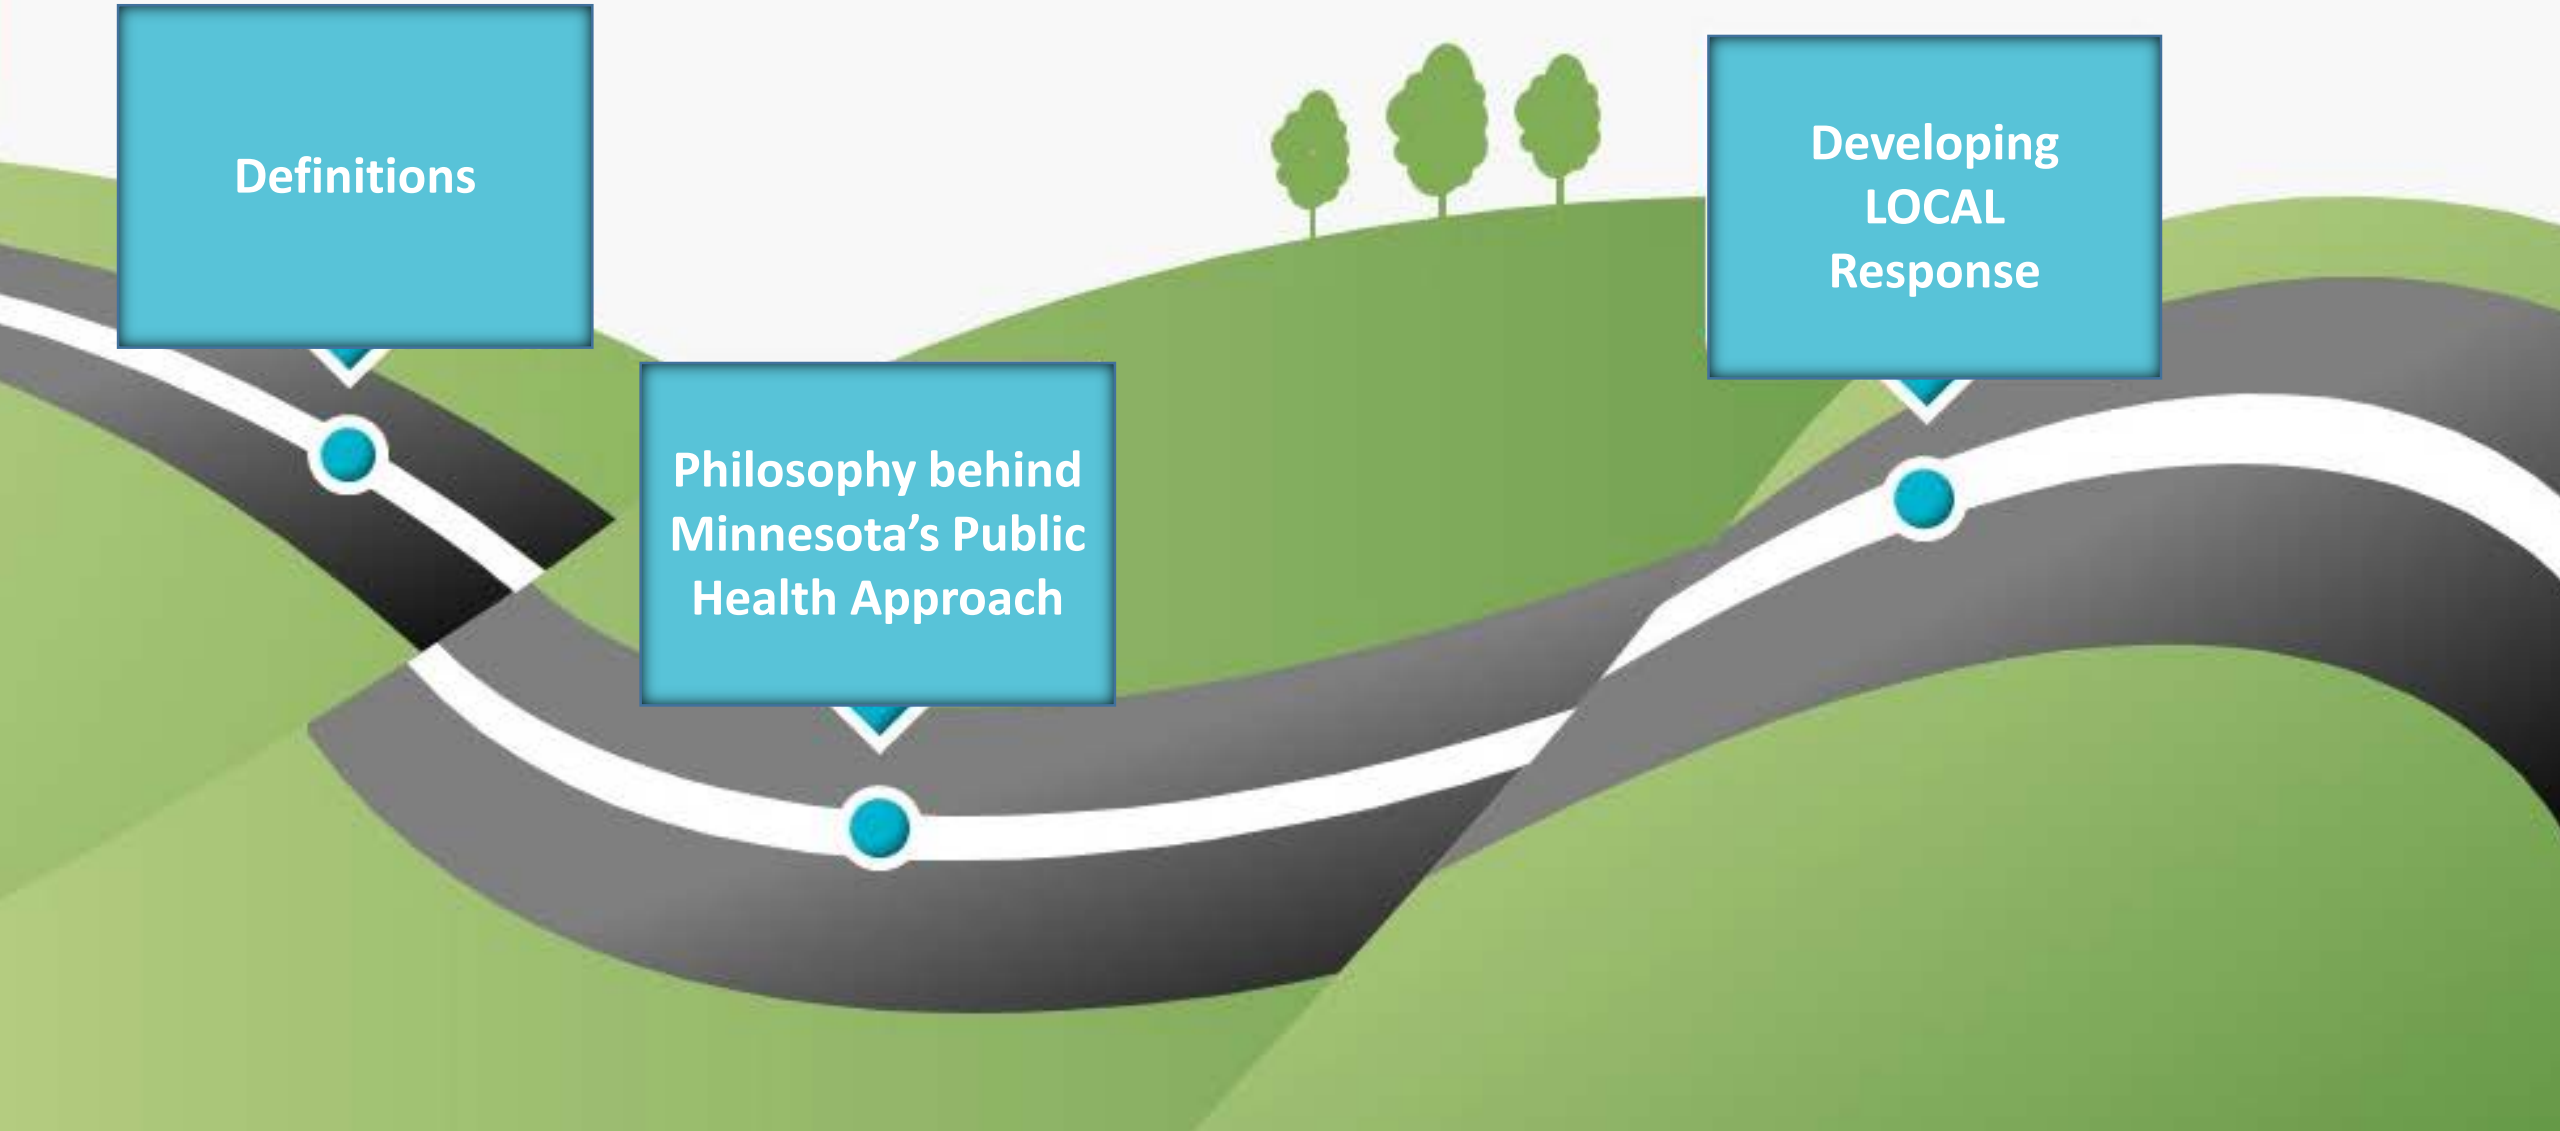 Definitions
Philosophy behind
Minnesota’s Public
Health Approach
Developing
LOCAL
Response